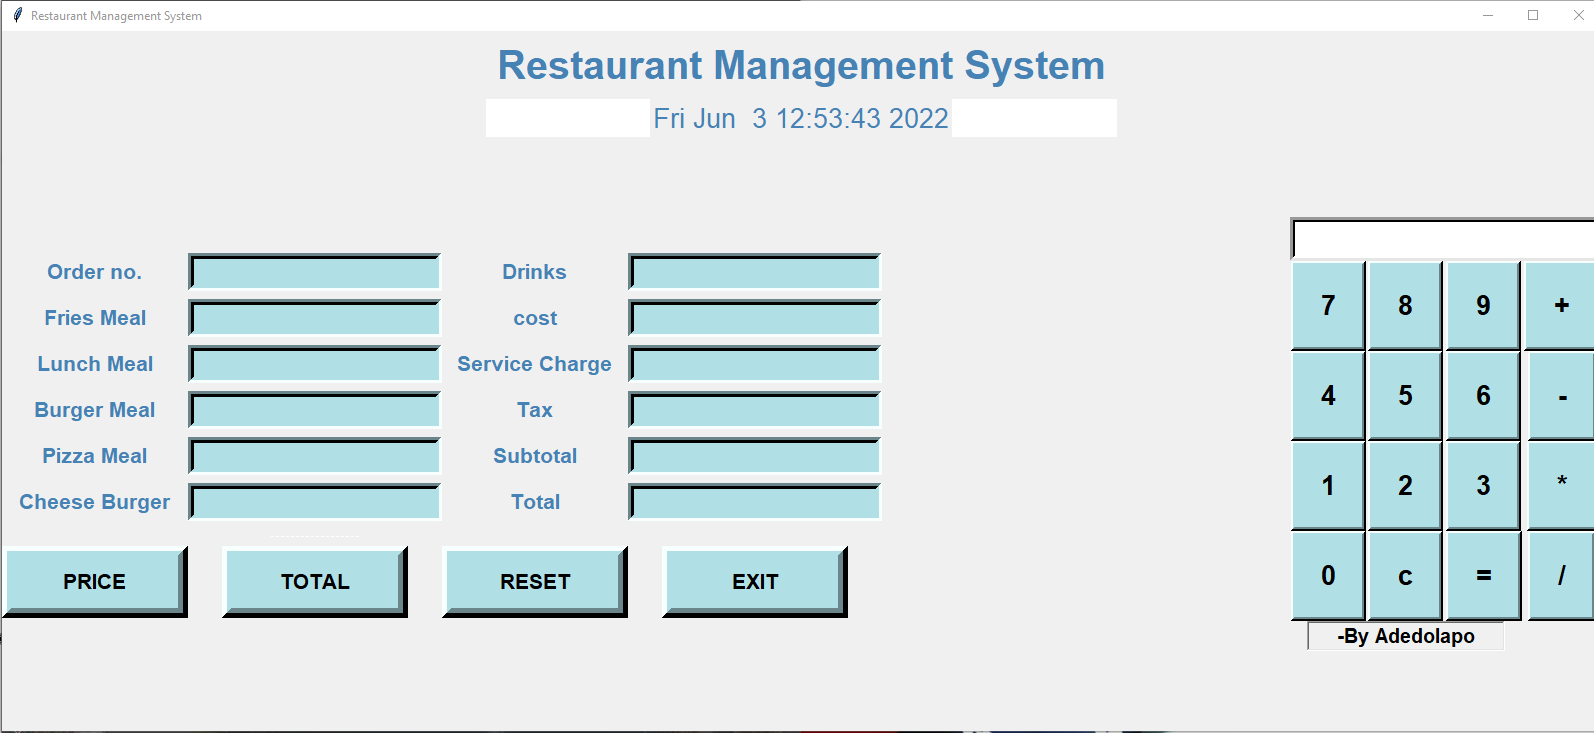 Restaurant Management System
Restaurant Management System
Fri Jun  3 12:53:43 2022
Order no.
Drinks
Fries Meal
cost
Lunch Meal
Service Charge
Burger Meal
Tax
Pizza Meal
Subtotal
Cheese Burger
Total
PRICE
TOTAL
RESET
EXIT
7 8 9 +
4 5 6 -
1 2 3 *
0 c = /
-By Adedolapo